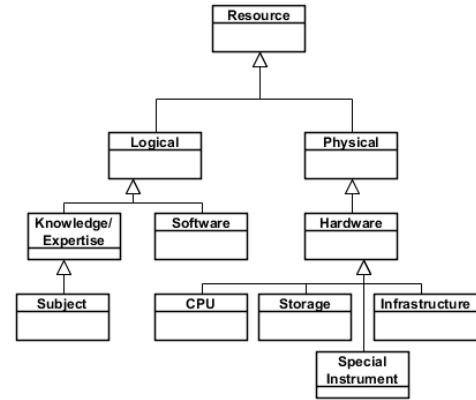 Resource
Logical
Physical
Knowledge/
Expertise
Software
Hardware
Subject
CPU
Storage
Infrastructure
Special
Instrument